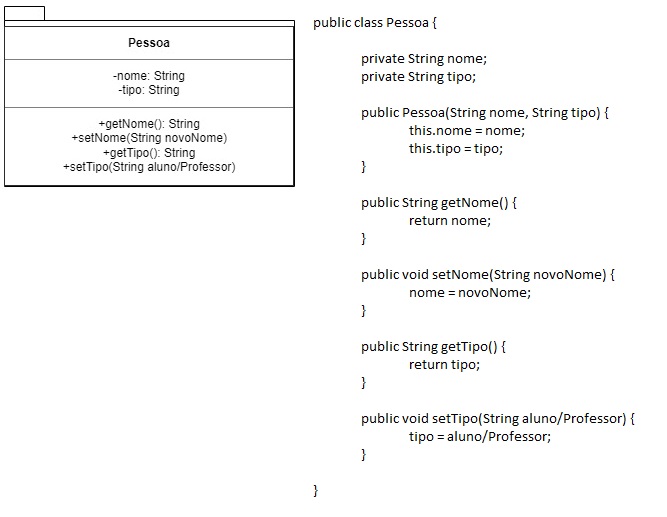 Pessoa
-nome: String
-tipo: String
+getNome(): String
+setNome(String novoNome)
+getTipo(): String
+setTipo(String aluno/Professor)
public class Pessoa {
private String nome;
private String tipo;
public Pessoa(String nome, String tipo) {
this.nome = nome;
this.tipo = tipo;
}
public String getNome() {
return nome;
}
public void setNome(String novoNome) {
nome = novoNome;
}
public String getTipo() {
return tipo;
}
public void setTipo(String aluno/Professor) {
tipo = aluno/Professor;
}
}